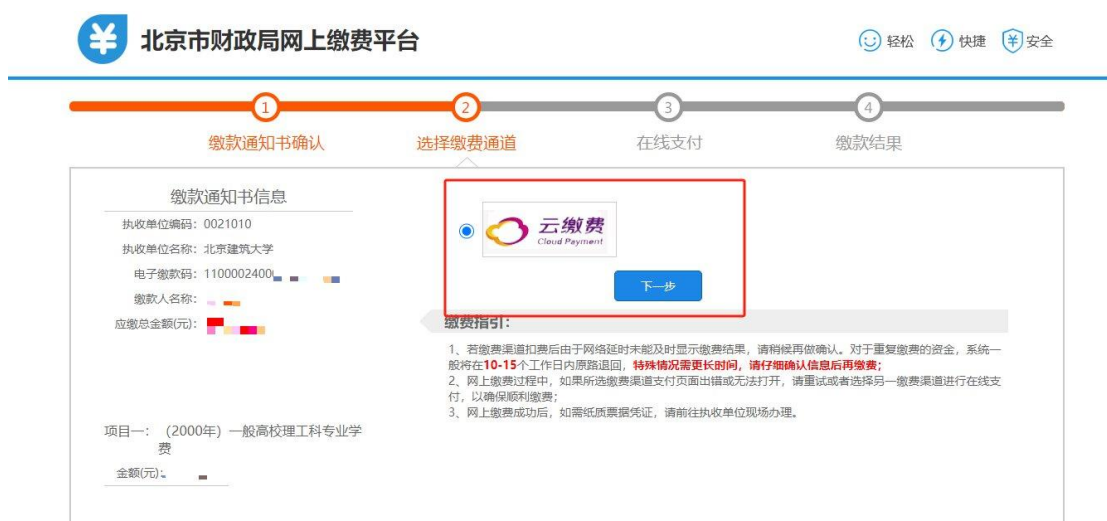 北京市财政局网上缴费平台
轻松 快捷 安全
1 2 3 4
缴款通知书确认 选择缴费通道 在线支付 缴款结果
缴款通知书信息
执收单位编码：0021010
执收单位名称：北京建筑大学
电子缴款码：1100002400
缴款人名称：
应缴总金额(元)：
项目一：（2000年）一般高校理工科专业学
费
金额(元)：
云缴费
Cloud Payment
下一步
缴费指引：
1、若缴费渠道扣费后由于网络延时未能及时显示缴费结果，请稍候再做确认。对于重复缴费的资金，系统一
般将在10-15个工作日内原路退回，特殊情况需更长时间，请仔细确认信息后再缴费；
2、网上缴费过程中，如果所选缴费渠道支付页面出错或无法打开，请重试或者选择另一缴费渠道进行在线支
付，以确保顺利缴费；
3、网上缴费成功后，如需纸质票据凭证，请前往执收单位现场办理。